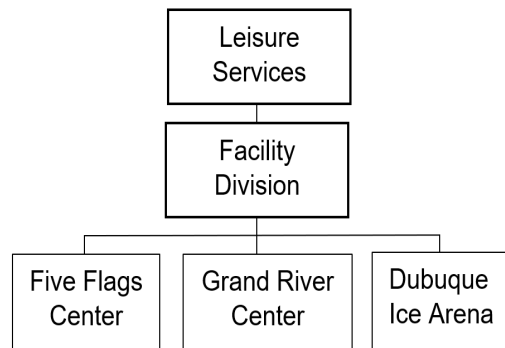 Leisure
Services
Facility
Division
Five Flags
Center
Grand River
Center
Dubuque
Ice Arena